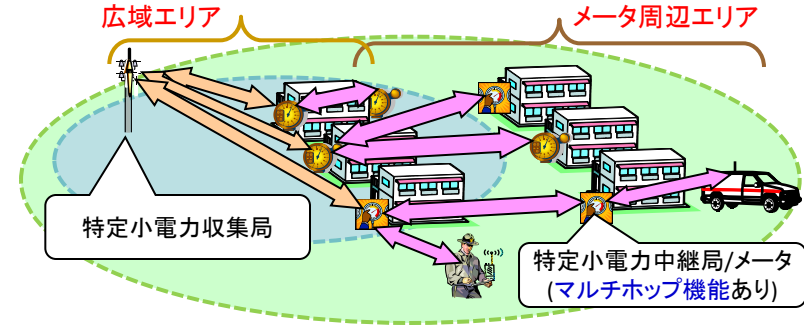 広域エリア
メータ周辺エリア
特定小電力収集局
特定小電力中継局/メータ
(マルチホップ機能あり)